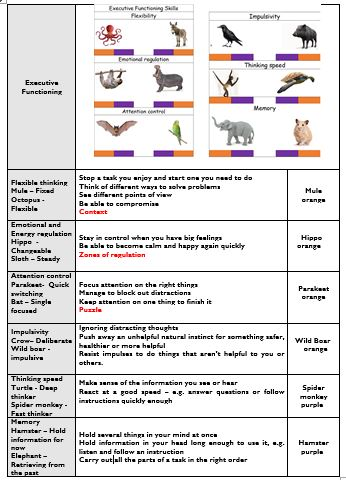 Executive Functioning Skills
Flexibility
Emotional regulation
Attention control
Impulsivity
Thinking speed
Memory
Executive
Functioning
Flexible thinking
Mule – Fixed
Octopus -
Flexible
Stop a task you enjoy and start one you need to do
Think of different ways to solve problems
See different points of view
Be able to compromise
Context
Mule
orange
Emotional and
Energy regulation
Hippo -
Changeable
Sloth – Steady
Stay in control when you have big feelings
Be able to become calm and happy again quickly
Zones of regulation
Hippo
orange
Attention control
Parakeet- Quick
switching
Bat – Single
focused
Focus attention on the right things
Manage to block out distractions
Keep attention on one thing to finish it
Puzzle
Parakeet
orange
Impulsivity
Crow– Deliberate
Wild boar -
impulsive
Ignoring distracting thoughts
Push away an unhelpful natural instinct for something safer,
healthier or more helpful
Resist impulses to do things that aren't helpful to you or
others.
Wild Boar
orange
Thinking speed
Turtle - Deep
thinker
Spider monkey -
Fast thinker
Make sense of the information you see or hear
React at a good speed – e.g. answer questions or follow
instructions quickly enough
Spider
monkey
purple
Memory
Hamster – Hold
information for
now
Elephant –
Retrieving from
the past
Hold several things in your mind at once
Hold information in your head long enough to use it, e.g.
listen and follow an instruction
Carry out all the parts of a task in the right order
Hamster
purple